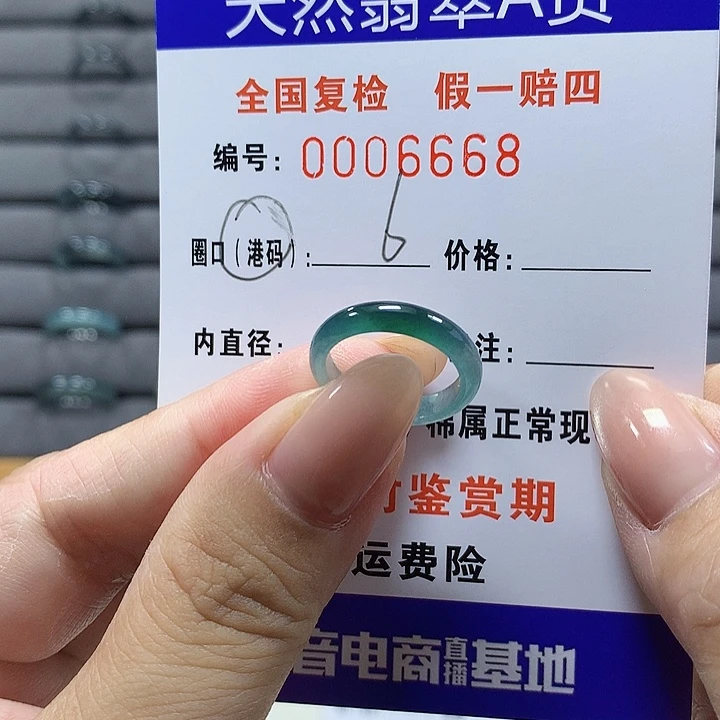 天然翡翠A货
全国复检 假一赔四
编号: 0006668
圈口(港码): 6 价格:
内直径: 注:
棉属正常现
鉴赏期
运费险
音电商直播基地